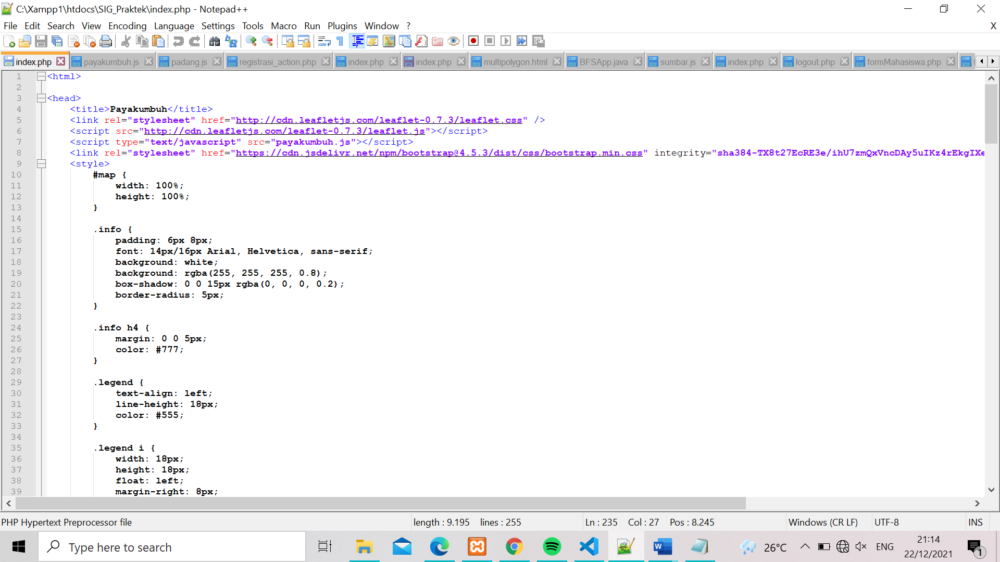 C:\Xampp1\htdocs\SIG_Praktek\index.php - Notepad++
File Edit Search View Encoding Language Settings Tools Macro Run Plugins Window ? X
index.php payakumbuh.js padang.js registrasi_action.php index.php index.php multipolygon.html BFSApp.java sumbar.js index.php logout.php formMahasiswa.php
1 <html>
2
3 <head>
4 <title>Payakumbuh</title>
5 <link rel="stylesheet" href="http://cdn.leafletjs.com/leaflet-0.7.3/leaflet.css" />
6 <script src="http://cdn.leafletjs.com/leaflet-0.7.3/leaflet.js"></script>
7 <script type="text/javascript" src="payakumbuh.js"></script>
8 <link rel="stylesheet" href="https://cdn.jsdelivr.net/npm/bootstrap@4.5.3/dist/css/bootstrap.min.css" integrity="sha384-TX8t27EcRE3e/ihU7zmQxVncDAy5uIKz4rEkgIXe
9 <style>
10 #map {
11 width: 100%;
12 height: 100%;
13 }
14
15 .info {
16 padding: 6px 8px;
17 font: 14px/16px Arial, Helvetica, sans-serif;
18 background: white;
19 background: rgba(255, 255, 255, 0.8);
20 box-shadow: 0 0 15px rgba(0, 0, 0, 0.2);
21 border-radius: 5px;
22 }
23
24 .info h4 {
25 margin: 0 0 5px;
26 color: #777;
27 }
28
29 .legend {
30 text-align: left;
31 line-height: 18px;
32 color: #555;
33 }
34
35 .legend i {
36 width: 18px;
37 height: 18px;
38 float: left;
39 margin-right: 8px;
PHP Hypertext Preprocessor file length : 9.195 lines : 255 Ln : 235 Col : 27 Pos : 8.245 Windows (CR LF) UTF-8 INS
Type here to search 26°C ENG 21:14
22/12/2021 1